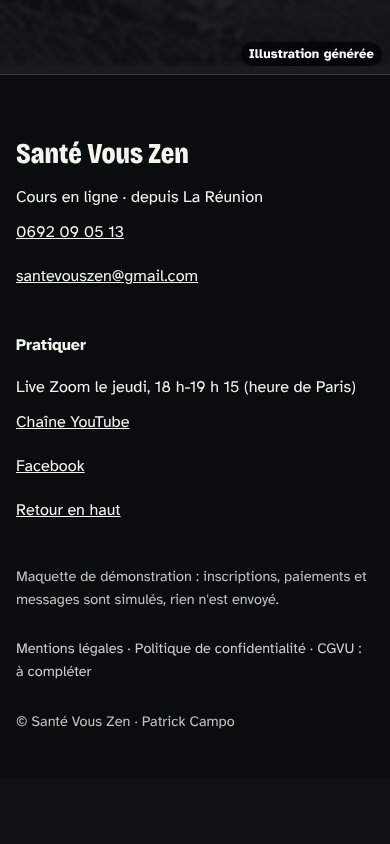 Illustration générée
Santé Vous Zen
Cours en ligne · depuis La Réunion
0692 09 05 13
santevouszen@gmail.com
Pratiquer
Live Zoom le jeudi, 18 h-19 h 15 (heure de Paris)
Chaîne YouTube
Facebook
Retour en haut
Maquette de démonstration : inscriptions, paiements et
messages sont simulés, rien n'est envoyé.
Mentions légales · Politique de confidentialité · CGVU :
à compléter
© Santé Vous Zen · Patrick Campo